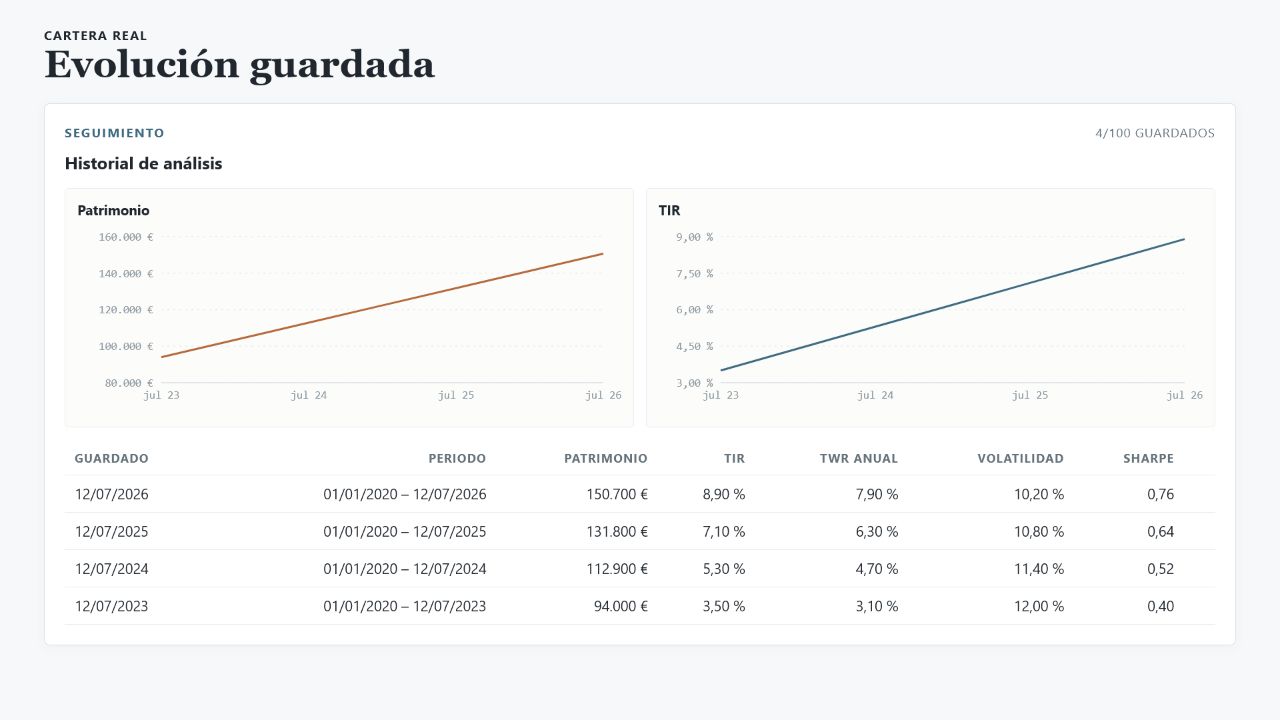 CARTERA REAL
Evolución guardada
SEGUIMIENTO
4/100 GUARDADOS
Historial de análisis
Patrimonio
160.000 €
140.000 €
120.000 €
100.000 €
80.000 €
jul 23 jul 24 jul 25 jul 26
TIR
9,00 %
7,50 %
6,00 %
4,50 %
3,00 %
jul 23 jul 24 jul 25 jul 26
GUARDADO PERIODO PATRIMONIO TIR TWR ANUAL VOLATILIDAD SHARPE
12/07/2026 01/01/2020 – 12/07/2026 150.700 € 8,90 % 7,90 % 10,20 % 0,76
12/07/2025 01/01/2020 – 12/07/2025 131.800 € 7,10 % 6,30 % 10,80 % 0,64
12/07/2024 01/01/2020 – 12/07/2024 112.900 € 5,30 % 4,70 % 11,40 % 0,52
12/07/2023 01/01/2020 – 12/07/2023 94.000 € 3,50 % 3,10 % 12,00 % 0,40